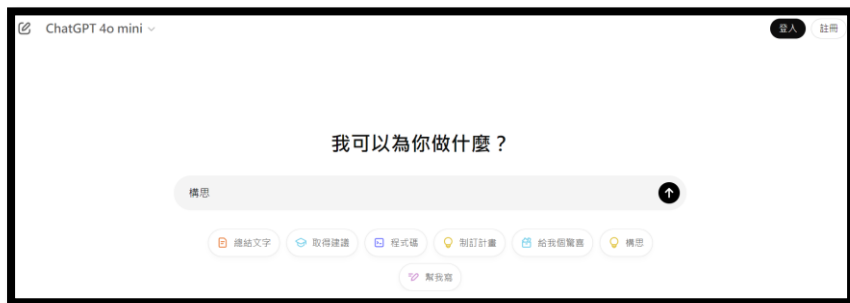 ChatGPT 4o mini
登入 註冊
我可以為你做什麼？
構思
總結文字 取得建議 程式碼 制訂計畫 給我個驚喜 構思
幫我寫